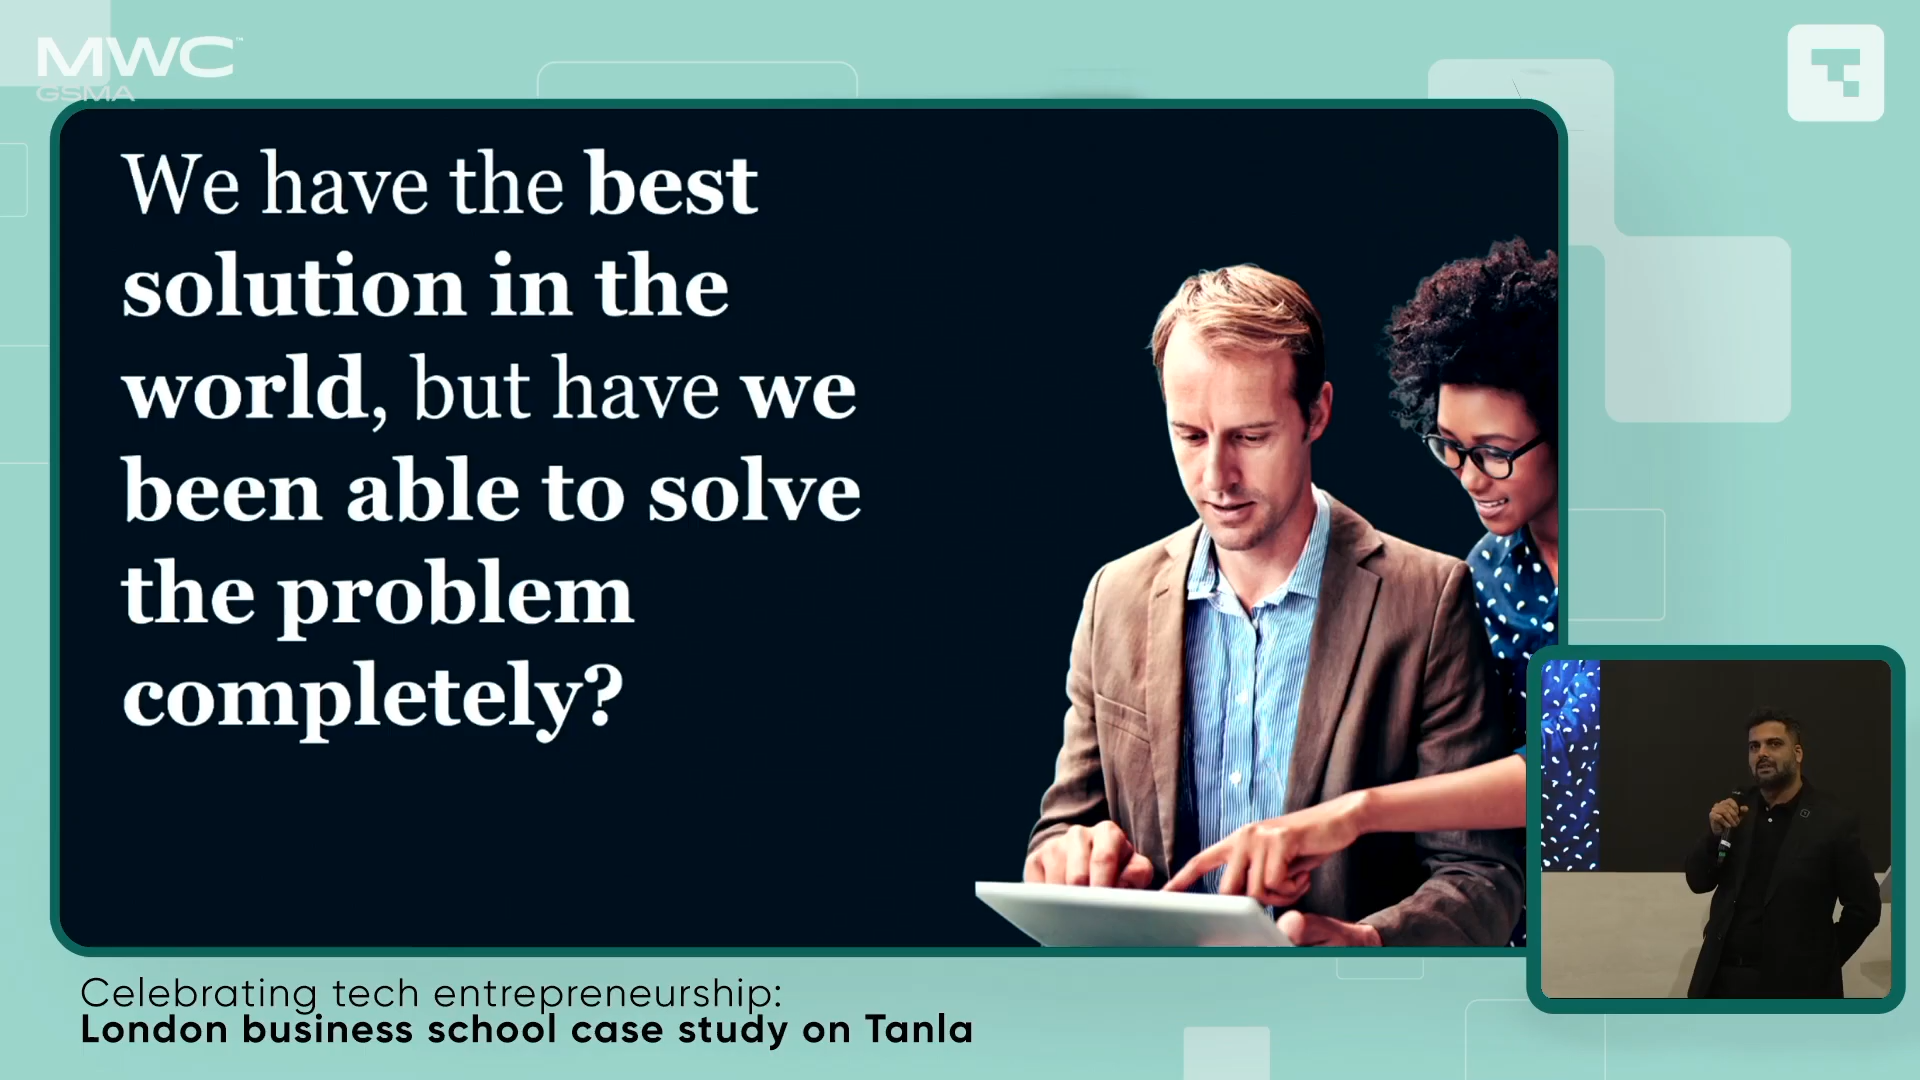 MWC™
GSMA
We have the best
solution in the
world, but have we
been able to solve
the problem
completely?
Celebrating tech entrepreneurship:
London business school case study on Tanla